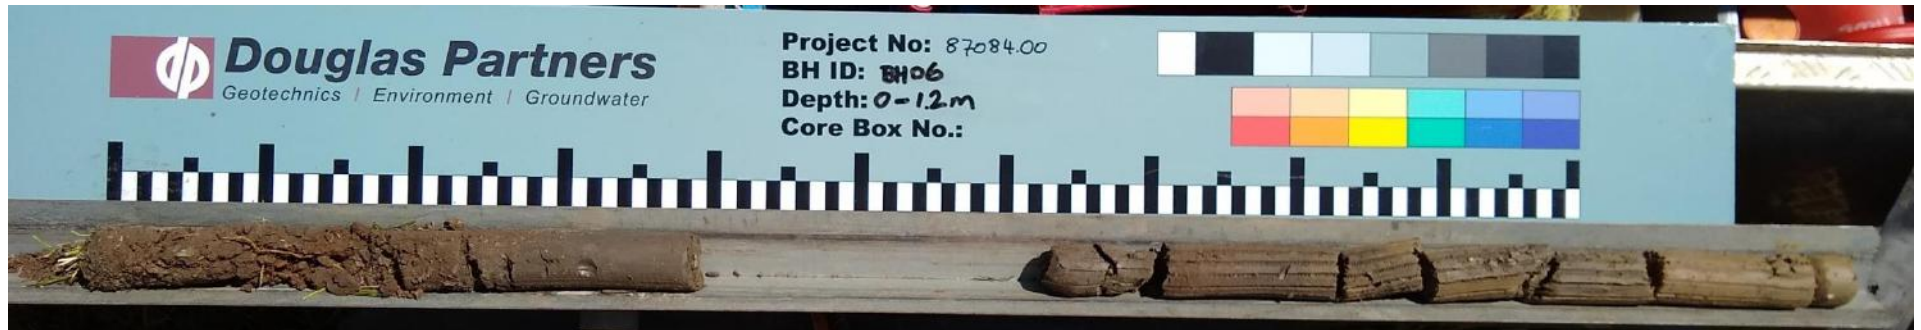 dp Douglas Partners
Geotechnics | Environment | Groundwater
Project No: 87084.00
BH ID: BH06
Depth: 0-1.2m
Core Box No.: